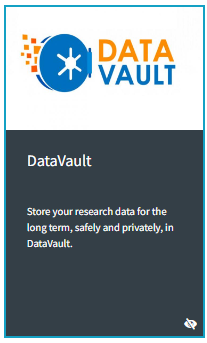 DATA
VAULT
DataVault
Store your research data for the
long term, safely and privately, in
DataVault.